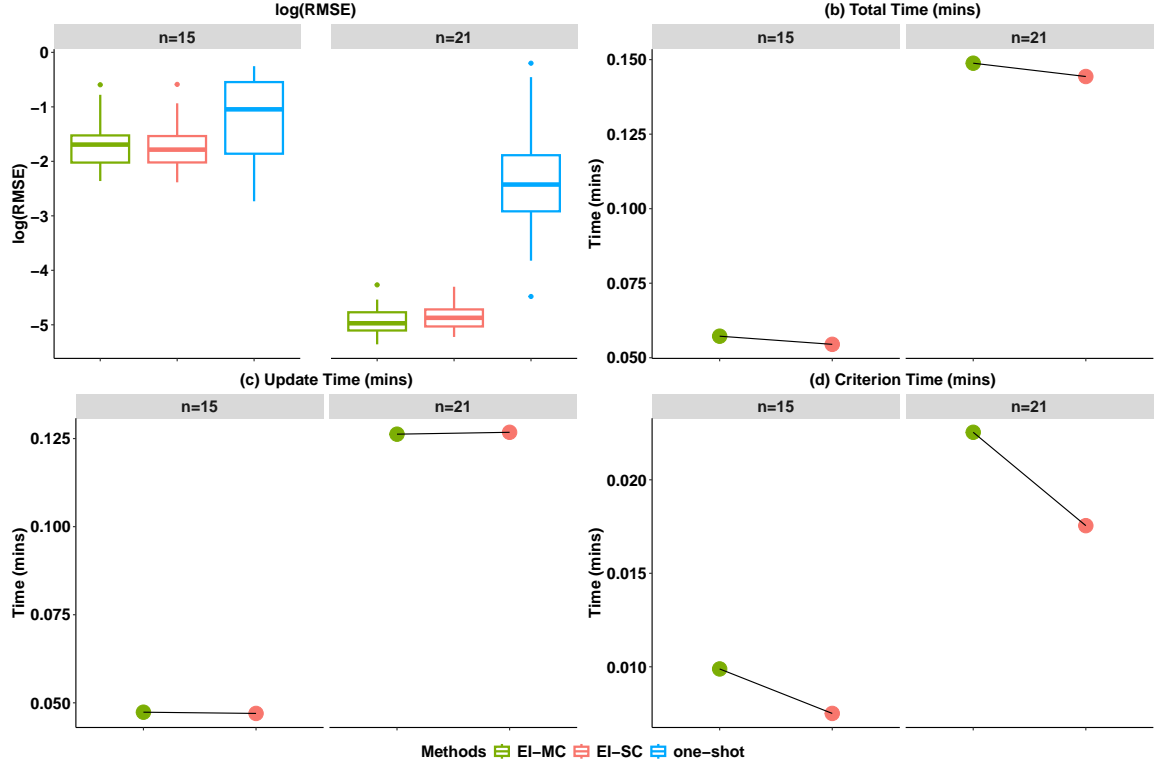 log(RMSE)
n=15
n=21
log(RMSE)
0
−1
−2
−3
−4
−5
(b) Total Time (mins)
n=15
n=21
Time (mins)
0.150
0.125
0.100
0.075
0.050
(c) Update Time (mins)
n=15
n=21
Time (mins)
0.125
0.100
0.075
0.050
(d) Criterion Time (mins)
n=15
n=21
Time (mins)
0.020
0.015
0.010
Methods EI−MC EI−SC one−shot